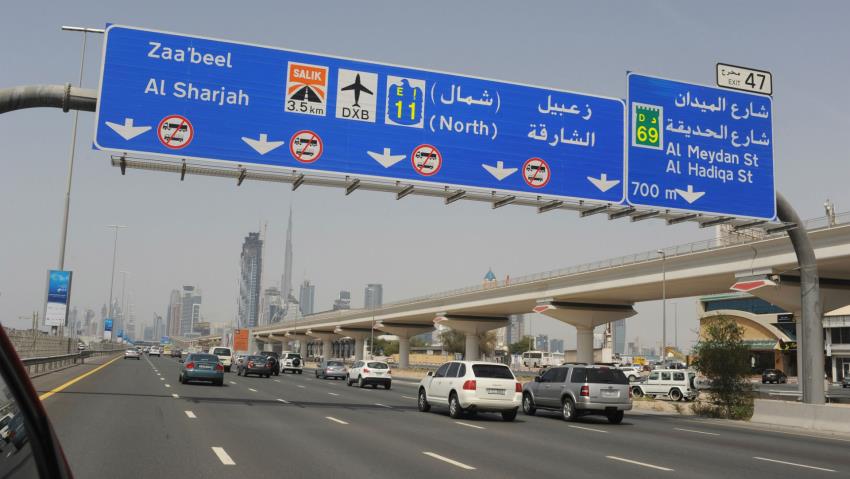 Zaa'beel
Al Sharjah
SALIK
3.5 km
DXB
E I
11
(شمال)
(North)
زعبيل
الشارقة
مخرج
EXIT 47
D د
69
شارع الميدان
شارع الحديقة
Al Meydan St
Al Hadiqa St
700 m